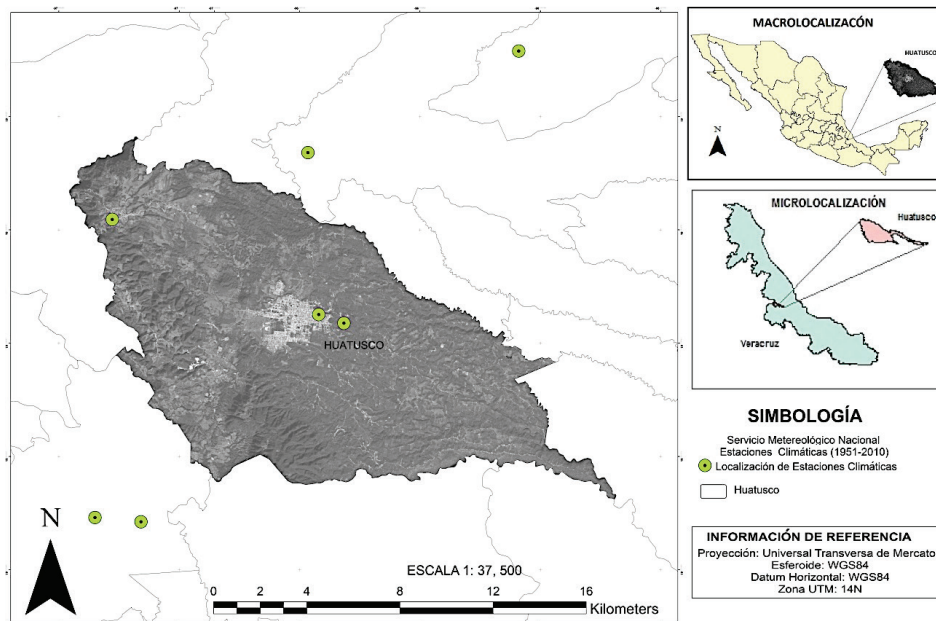 HUATUSCO
N
ESCALA 1: 37, 500
0 2 4 8 12 16
Kilometers
MACROLOCALIZACÓN
HUATUSCO
N
MICROLOCALIZACIÓN
Huatusco
Veracruz
SIMBOLOGÍA
Servicio Metereológico Nacional
Estaciones Climáticas (1951-2010)
Localización de Estaciones Climáticas
Huatusco
INFORMACIÓN DE REFERENCIA
Proyección: Universal Transversa de Mercato
Esferoide: WGS84
Datum Horizontal: WGS84
Zona UTM: 14N